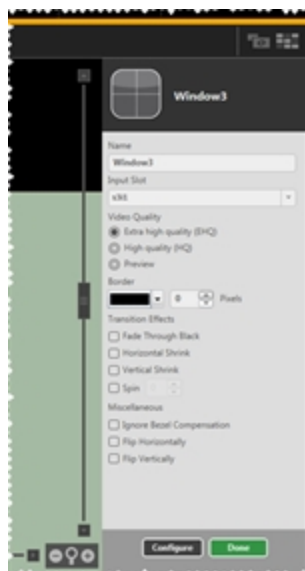 Window3
Name
Window3
Input Slot
Video Quality
Extra high quality (EHQ)
High quality (HQ)
Preview
Border
0 Pixels
Transition Effects
Fade Through Black
Horizontal Shrink
Vertical Shrink
Spin
Miscellaneous
Ignore Bezel Compensation
Flip Horizontally
Flip Vertically
Configure Done